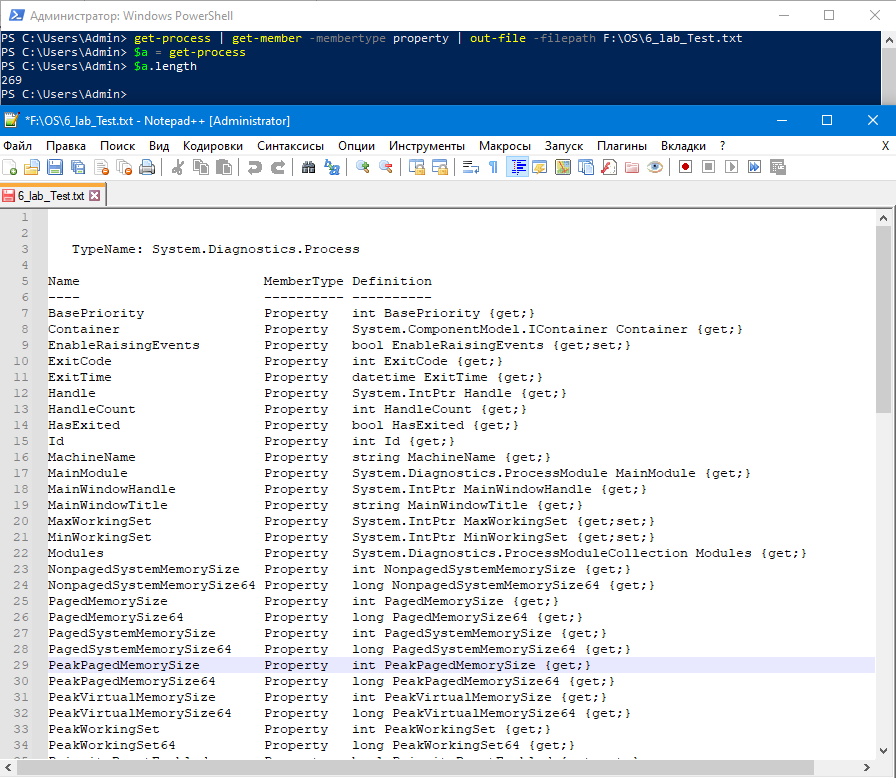 Администратор: Windows PowerShell
PS C:\Users\Admin> get-process | get-member -membertype property | out-file -filepath F:\OS\6_lab_Test.txt
PS C:\Users\Admin> $a = get-process
PS C:\Users\Admin> $a.length
269
PS C:\Users\Admin>
*F:\OS\6_lab_Test.txt - Notepad++ [Administrator]
Файл Правка Поиск Вид Кодировки Синтаксисы Опции Инструменты Макросы Запуск Плагины Вкладки ? X
6_lab_Test.txt
1
2
3 TypeName: System.Diagnostics.Process
4
5 Name MemberType Definition
6 ---- ---------- ----------
7 BasePriority Property int BasePriority {get;}
8 Container Property System.ComponentModel.IContainer Container {get;}
9 EnableRaisingEvents Property bool EnableRaisingEvents {get;set;}
10 ExitCode Property int ExitCode {get;}
11 ExitTime Property datetime ExitTime {get;}
12 Handle Property System.IntPtr Handle {get;}
13 HandleCount Property int HandleCount {get;}
14 HasExited Property bool HasExited {get;}
15 Id Property int Id {get;}
16 MachineName Property string MachineName {get;}
17 MainModule Property System.Diagnostics.ProcessModule MainModule {get;}
18 MainWindowHandle Property System.IntPtr MainWindowHandle {get;}
19 MainWindowTitle Property string MainWindowTitle {get;}
20 MaxWorkingSet Property System.IntPtr MaxWorkingSet {get;set;}
21 MinWorkingSet Property System.IntPtr MinWorkingSet {get;set;}
22 Modules Property System.Diagnostics.ProcessModuleCollection Modules {get;}
23 NonpagedSystemMemorySize Property int NonpagedSystemMemorySize {get;}
24 NonpagedSystemMemorySize64 Property long NonpagedSystemMemorySize64 {get;}
25 PagedMemorySize Property int PagedMemorySize {get;}
26 PagedMemorySize64 Property long PagedMemorySize64 {get;}
27 PagedSystemMemorySize Property int PagedSystemMemorySize {get;}
28 PagedSystemMemorySize64 Property long PagedSystemMemorySize64 {get;}
29 PeakPagedMemorySize Property int PeakPagedMemorySize {get;}
30 PeakPagedMemorySize64 Property long PeakPagedMemorySize64 {get;}
31 PeakVirtualMemorySize Property int PeakVirtualMemorySize {get;}
32 PeakVirtualMemorySize64 Property long PeakVirtualMemorySize64 {get;}
33 PeakWorkingSet Property int PeakWorkingSet {get;}
34 PeakWorkingSet64 Property long PeakWorkingSet64 {get;}